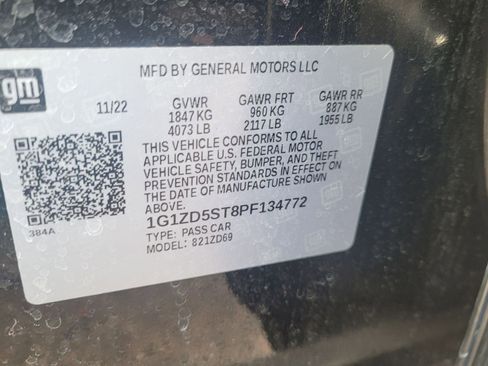 MFD BY GENERAL MOTORS LLC
gm
11/22 GVWR GAWR FRT GAWR RR
1847 KG 960 KG 887 KG
4073 LB 2117 LB 1955 LB
THIS VEHICLE CONFORMS TO ALL
APPLICABLE U.S. FEDERAL MOTOR
VEHICLE SAFETY, BUMPER, AND THEFT
PREVENTION STANDARDS IN EFFECT ON
THE DATE OF MANUFACTURE SHOWN
ABOVE.
384A
1G1ZD5ST8PF134772
TYPE: PASS CAR
MODEL: 821ZD69